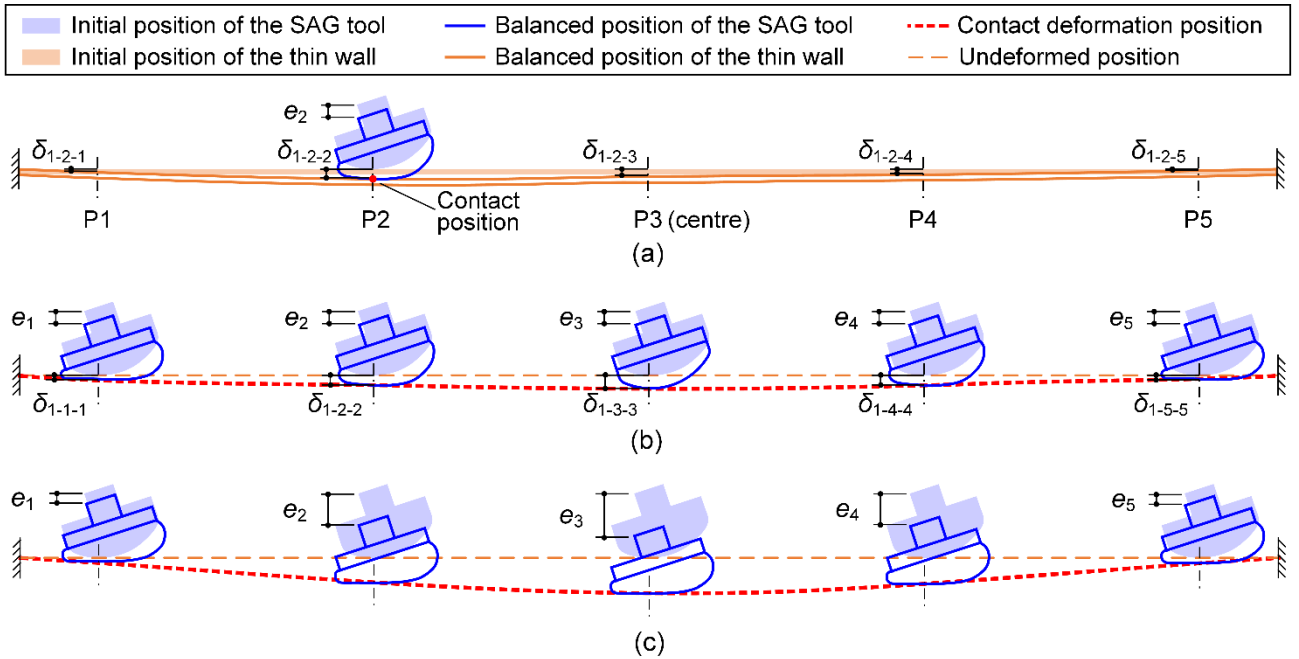 Initial position of the SAG tool Balanced position of the SAG tool Contact deformation position
Initial position of the thin wall Balanced position of the thin wall Undeformed position
e2
δ1-2-1 δ1-2-2 δ1-2-3 δ1-2-4 δ1-2-5
Contact
position
P1 P2 P3 (centre) P4 P5
(a)
e1 e2 e3 e4 e5
δ1-1-1 δ1-2-2 δ1-3-3 δ1-4-4 δ1-5-5
(b)
e1 e2 e3 e4 e5
(c)